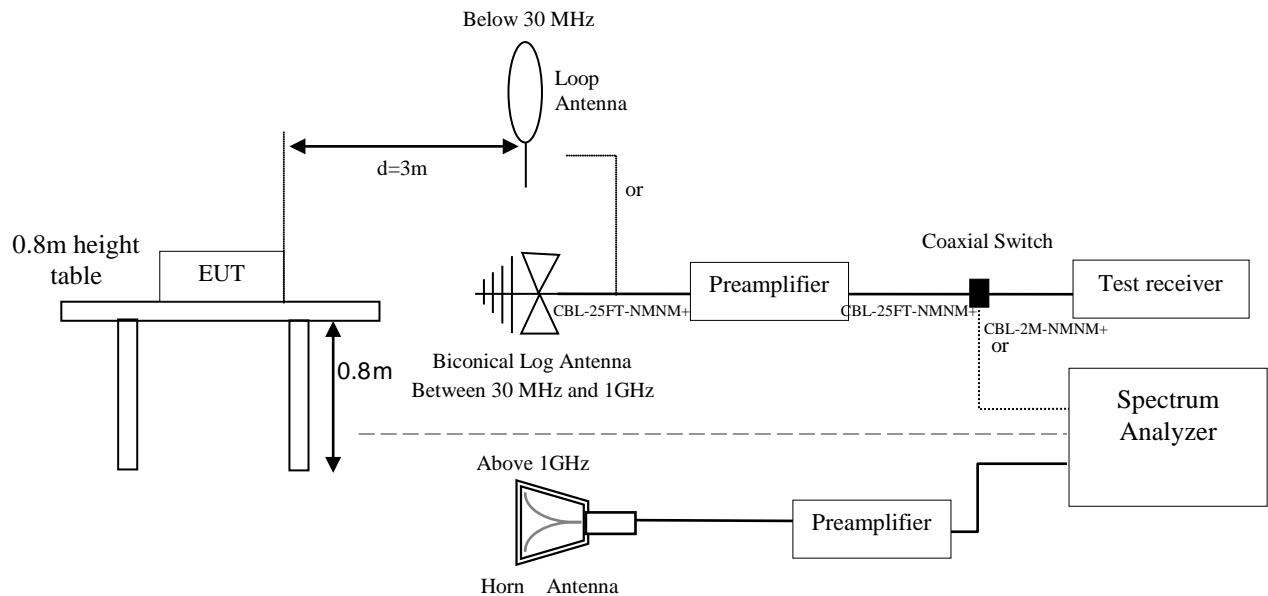 Below 30 MHz
Loop
Antenna
d=3m
or
0.8m height
table
EUT
Coaxial Switch
Preamplifier
Test receiver
CBL-25FT-NMNM+
CBL-25FT-NMNM+
CBL-2M-NMNM+
or
Biconical Log Antenna
Between 30 MHz and 1GHz
0.8m
Spectrum
Analyzer
Above 1GHz
Preamplifier
Horn Antenna